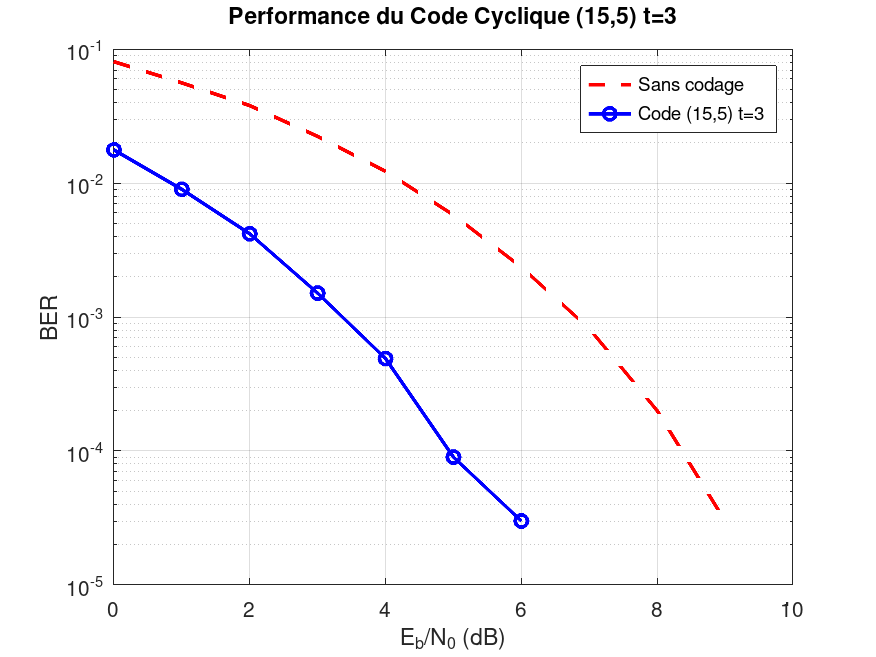 Performance du Code Cyclique (15,5) t=3
Sans codage
Code (15,5) t=3
BER
10^-1
10^-2
10^-3
10^-4
10^-5
0 2 4 6 8 10
E_b/N_0 (dB)